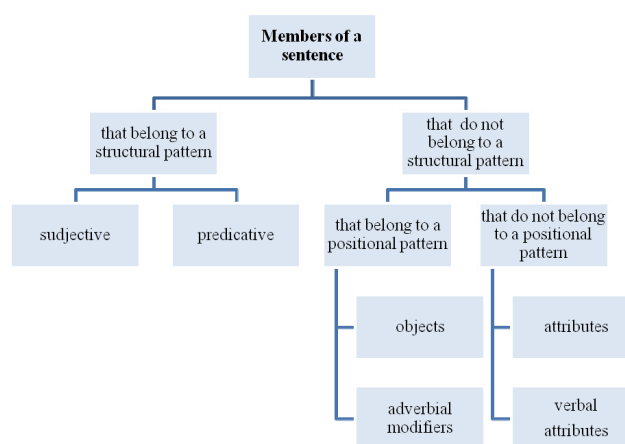 Members of a
sentence
that belong to a
structural pattern
that do not
belong to a
structural pattern
sudjective
predicative
that belong to a
positional pattern
that do not belong
to a positional
pattern
objects
attributes
adverbial
modifiers
verbal
attributes